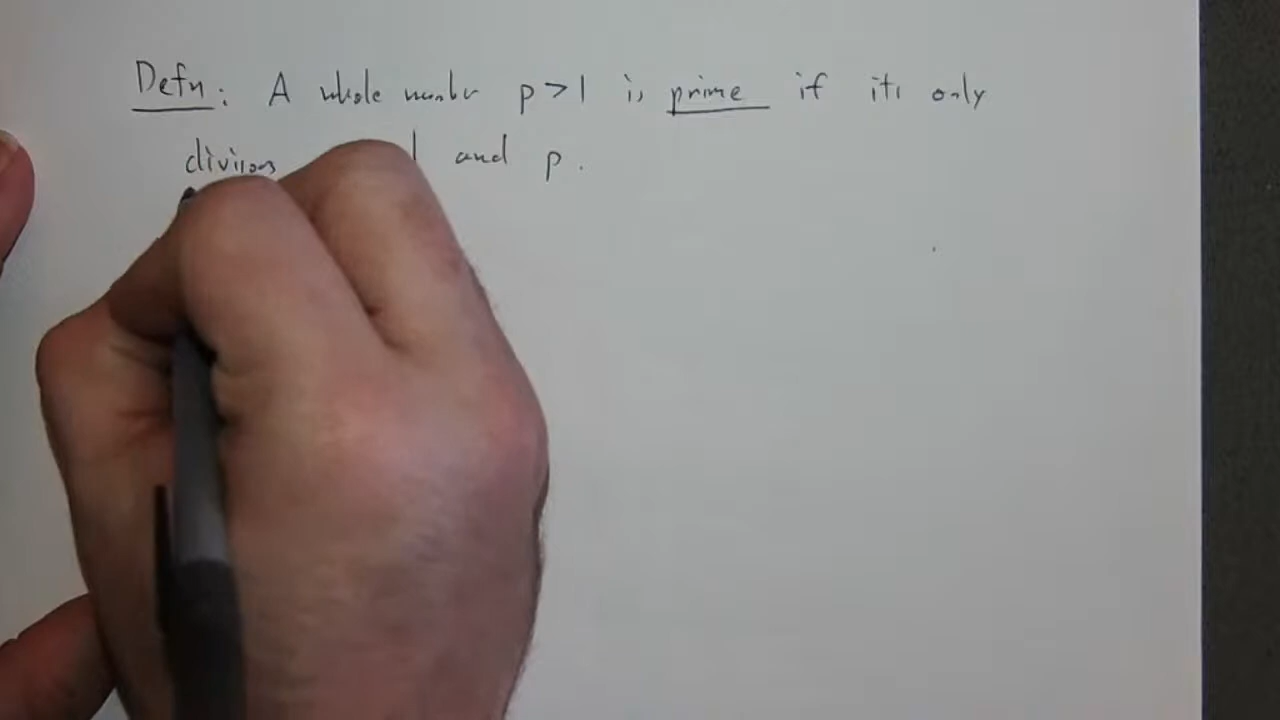 Defn: A whole number p > 1 is prime if its only
divisors 1 and p.